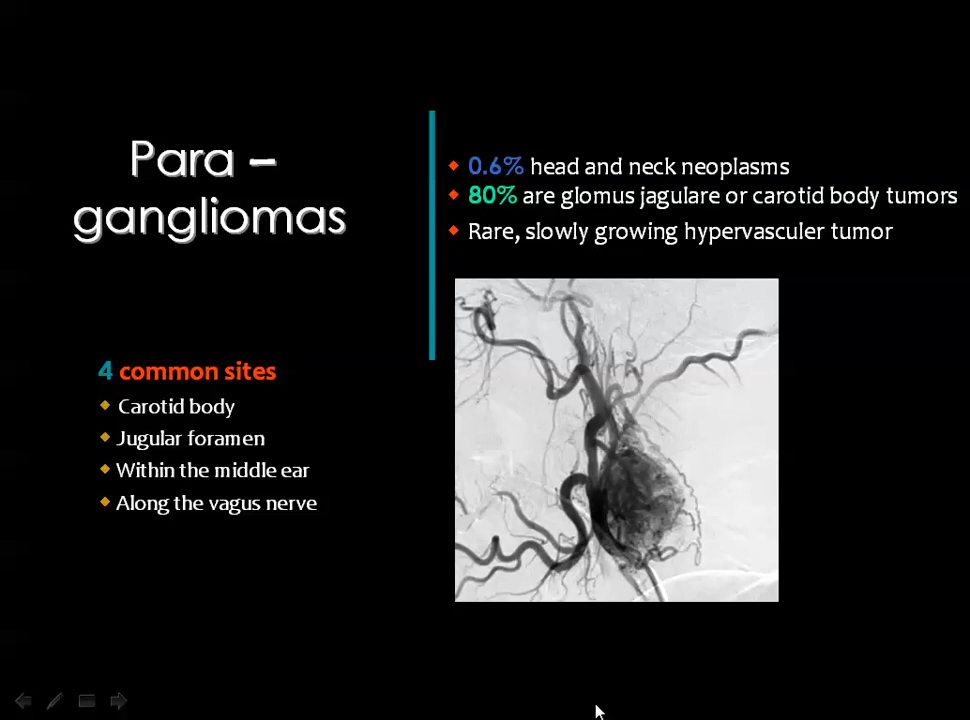 Para –
gangliomas
4 common sites
Carotid body
Jugular foramen
Within the middle ear
Along the vagus nerve
0.6% head and neck neoplasms
80% are glomus jagulare or carotid body tumors
Rare, slowly growing hypervasculer tumor